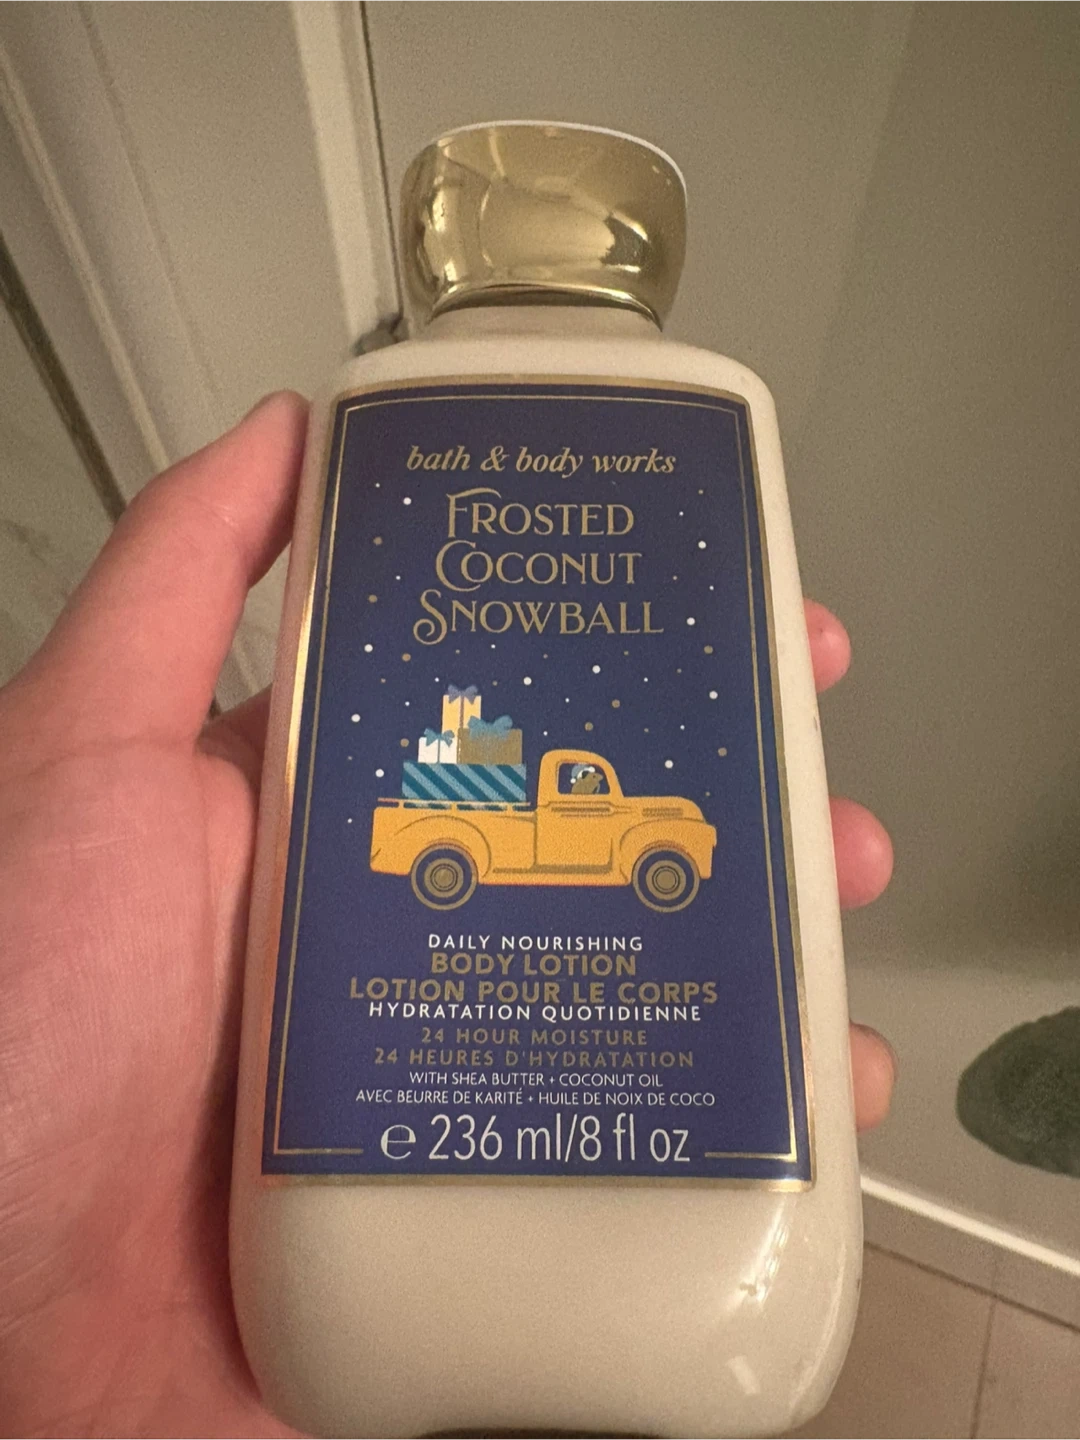 bath & body works
FROSTED
COCONUT
SNOWBALL
DAILY NOURISHING
BODY LOTION
LOTION POUR LE CORPS
HYDRATATION QUOTIDIENNE
24 HOUR MOISTURE
24 HEURES D'HYDRATATION
WITH SHEA BUTTER + COCONUT OIL
AVEC BEURRE DE KARITÉ + HUILE DE NOIX DE COCO
℮ 236 ml/8 fl oz